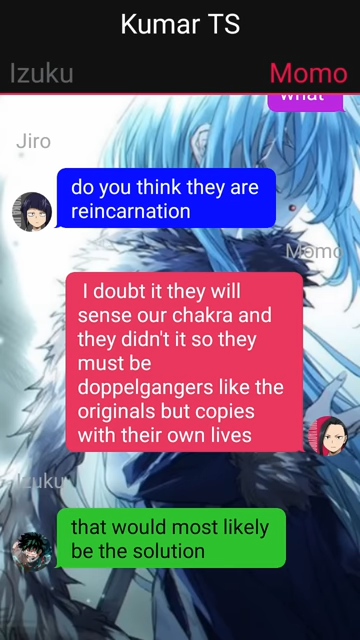 Kumar TS
Izuku
Momo
what
Jiro
do you think they are
reincarnation
Momo
I doubt it they will
sense our chakra and
they didn't it so they
must be
doppelgangers like the
originals but copies
with their own lives
Izuku
that would most likely
be the solution